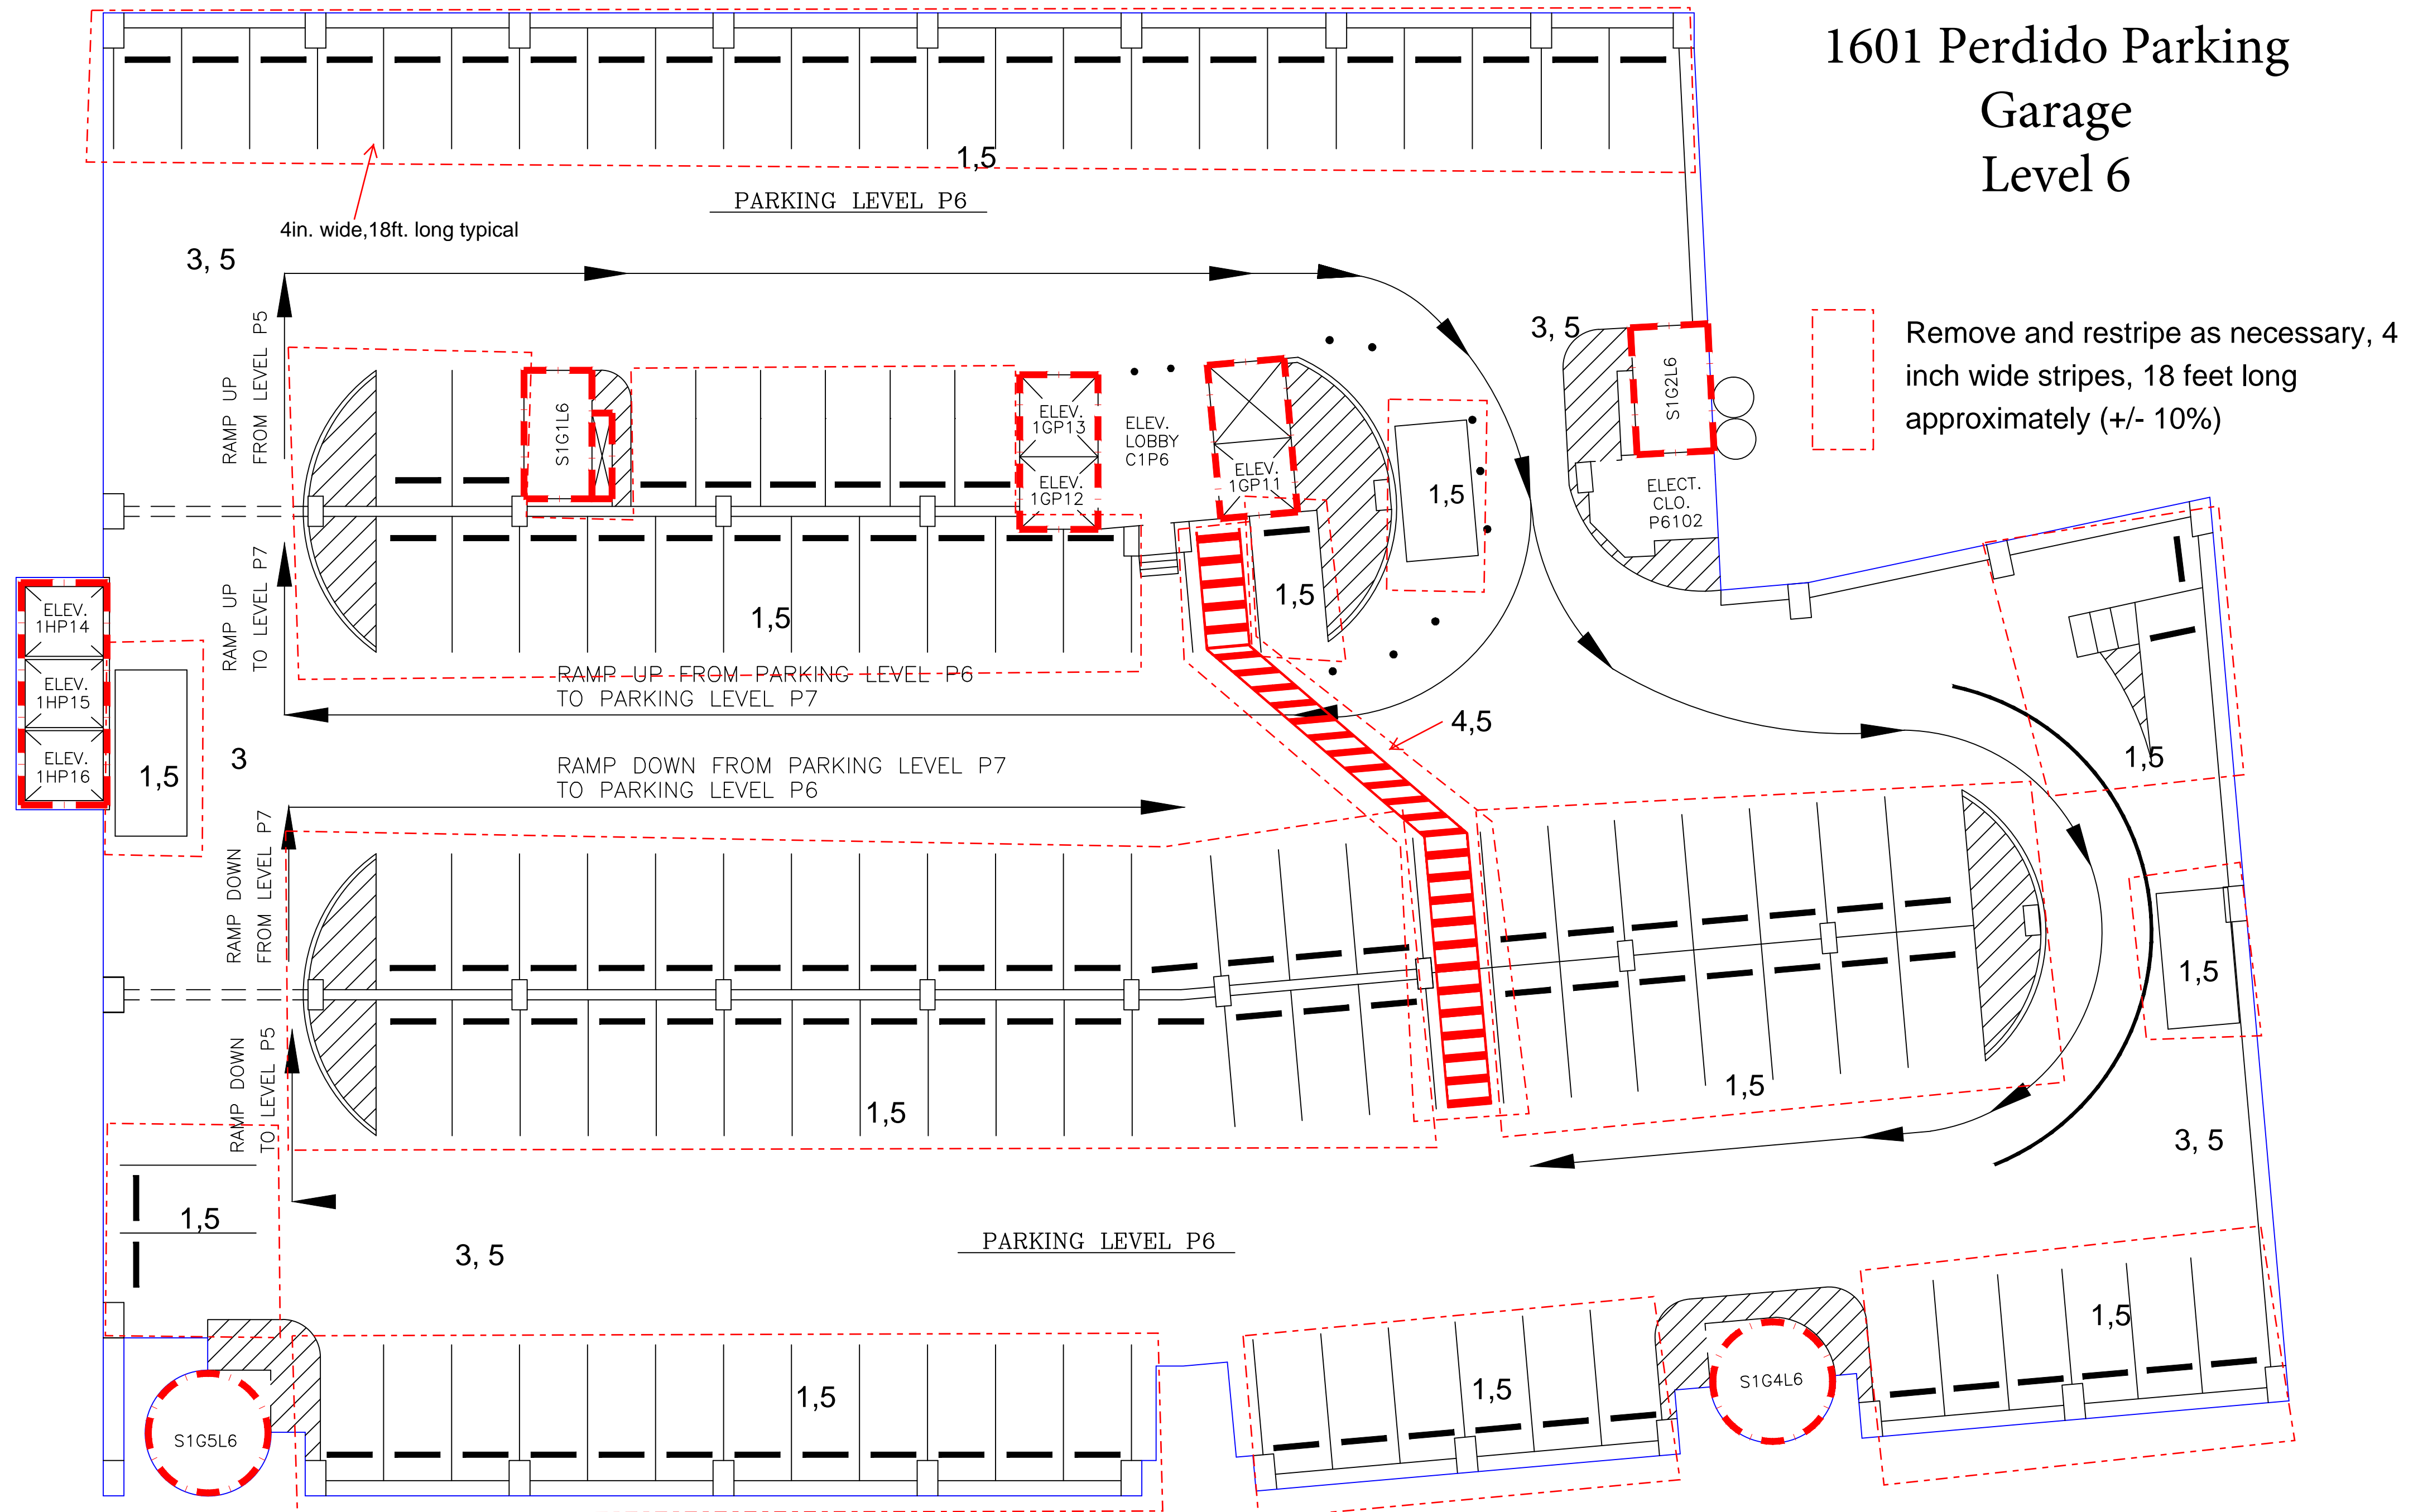 1601 Perdido Parking
Garage
Level 6
1,5
PARKING LEVEL P6
4in. wide,18ft. long typical
3, 5
RAMP UP
FROM LEVEL P5
3, 5
Remove and restripe as necessary, 4
inch wide stripes, 18 feet long
approximately (+/- 10%)
S1G1L6
ELEV.
1GP13
ELEV.
1GP12
ELEV.
LOBBY
C1P6
ELEV.
1GP11
1,5
S1G2L6
ELECT.
CLO.
P6102
RAMP UP
TO LEVEL P7
ELEV.
1HP14
ELEV.
1HP15
ELEV.
1HP16
1,5
1,5
1,5
RAMP UP FROM PARKING LEVEL P6
TO PARKING LEVEL P7
4,5
3
RAMP DOWN FROM PARKING LEVEL P7
TO PARKING LEVEL P6
1,5
RAMP DOWN
FROM LEVEL P7
1,5
RAMP DOWN
TO LEVEL P5
1,5
1,5
3, 5
1,5
3, 5
PARKING LEVEL P6
1,5
1,5
1,5
S1G4L6
S1G5L6